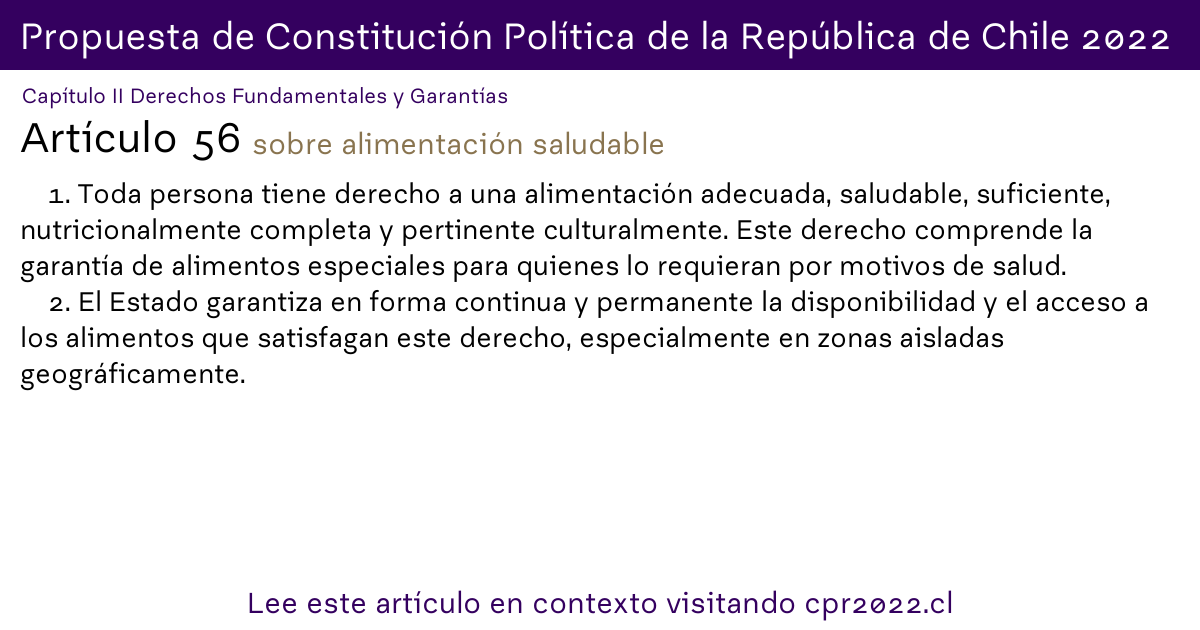 Propuesta de Constitución Política de la República de Chile 2022
Capítulo II Derechos Fundamentales y Garantías
Artículo 56 sobre alimentación saludable
1. Toda persona tiene derecho a una alimentación adecuada, saludable, suficiente,
nutricionalmente completa y pertinente culturalmente. Este derecho comprende la
garantía de alimentos especiales para quienes lo requieran por motivos de salud.
2. El Estado garantiza en forma continua y permanente la disponibilidad y el acceso a
los alimentos que satisfagan este derecho, especialmente en zonas aisladas
geográficamente.
Lee este artículo en contexto visitando cpr2022.cl